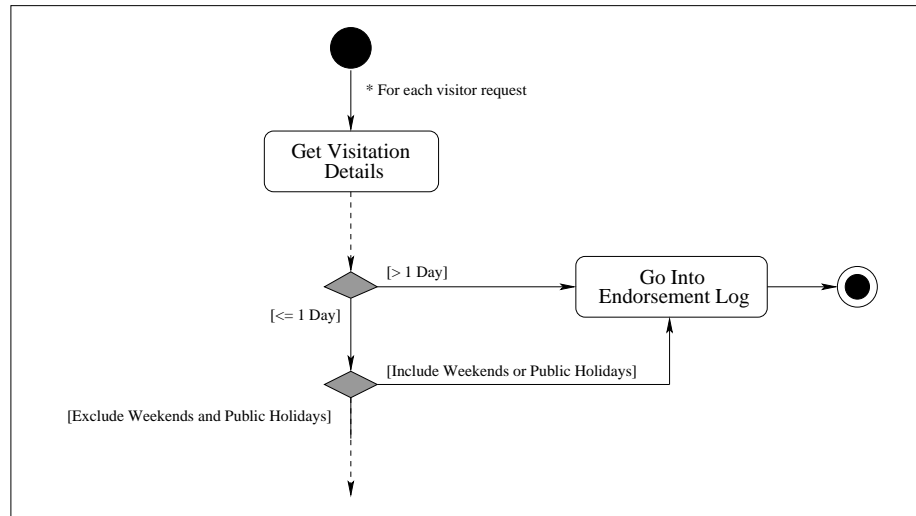 * For each visitor request
Get Visitation
Details
[> 1 Day]
Go Into
Endorsement Log
[<= 1 Day]
[Include Weekends or Public Holidays]
[Exclude Weekends and Public Holidays]